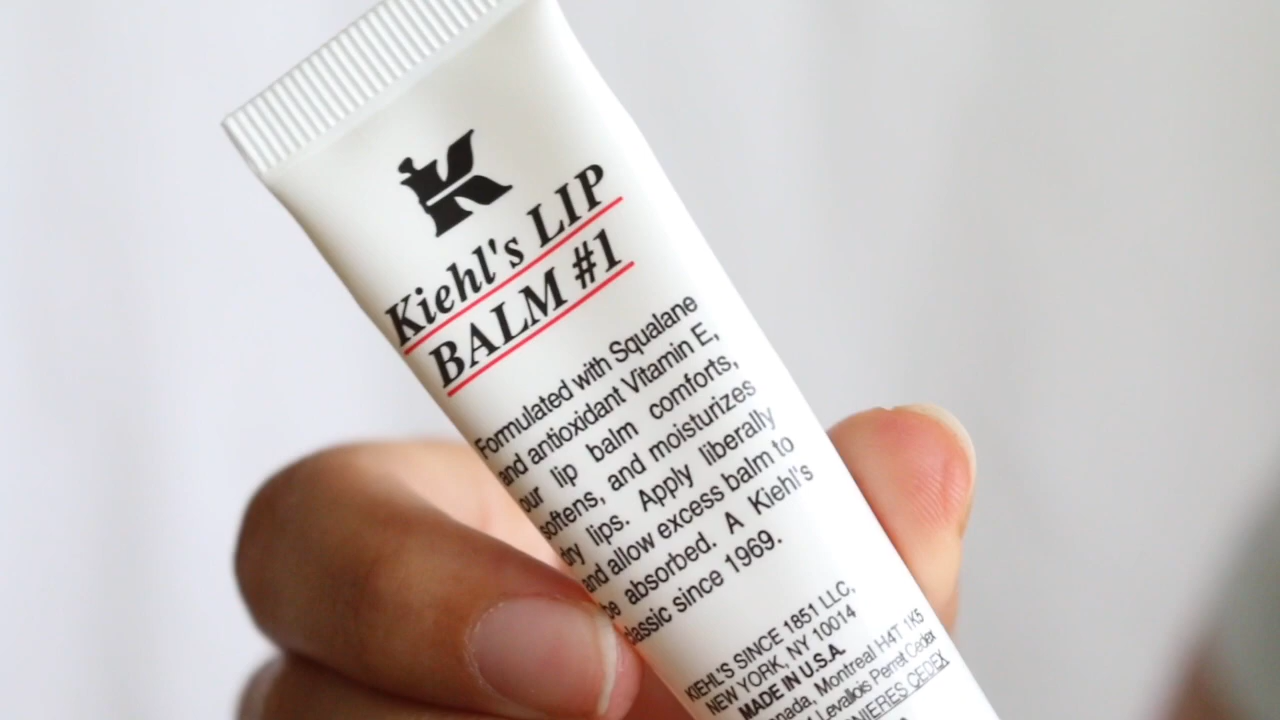 K
Kiehl's LIP
BALM #1
Formulated with Squalane
and antioxidant Vitamin E,
our lip balm comforts,
softens, and moisturizes
dry lips. Apply liberally
and allow excess balm to
be absorbed. A Kiehl's
classic since 1969.
KIEHL'S SINCE 1851 LLC,
NEW YORK, NY 10014
MADE IN U.S.A.
Montreal H4T 1K5
Levallois Perret Cedex
CEDEX